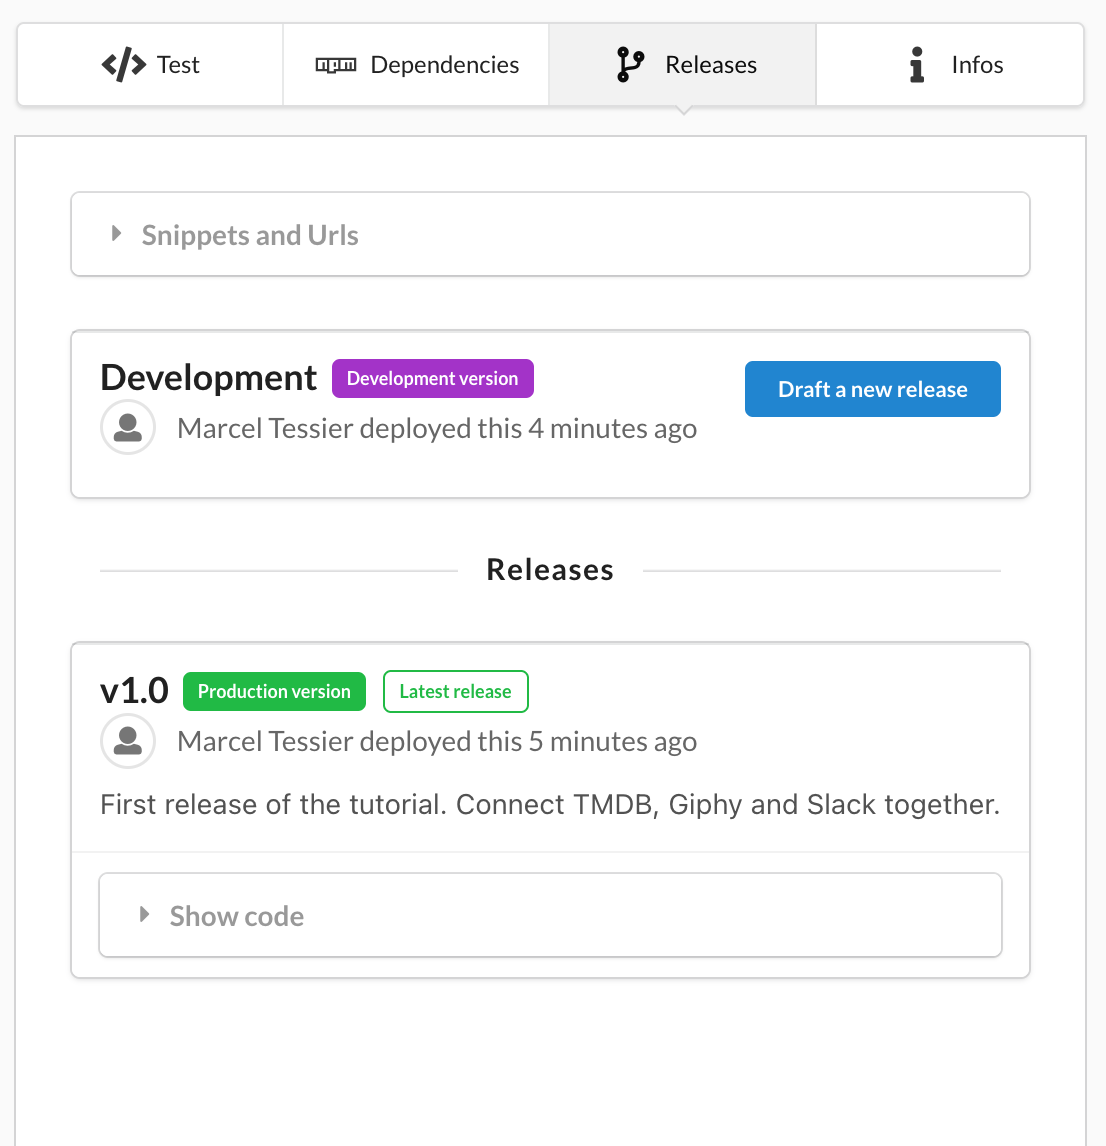 Test
Dependencies
Releases
Infos
Snippets and Urls
Development
Development version
Draft a new release
Marcel Tessier deployed this 4 minutes ago
Releases
v1.0
Production version
Latest release
Marcel Tessier deployed this 5 minutes ago
First release of the tutorial. Connect TMDB, Giphy and Slack together.
Show code